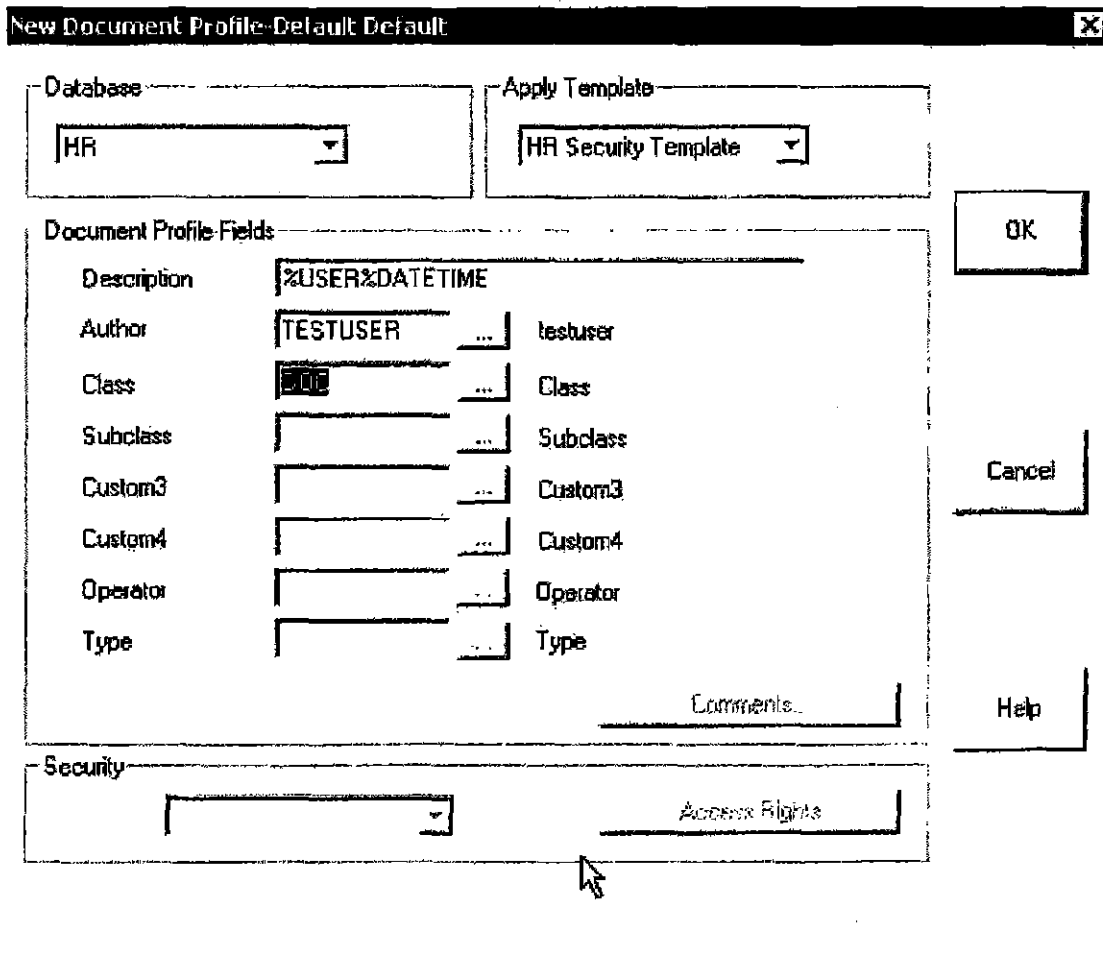 New Document Profile-Default Default
Database
Apply Template
HR
HR Security Template
Document Profile Fields
OK
Description %USER%DATETIME
Author TESTUSER ... testuser
Class ... Class
Subclass ... Subclass
Custom3 ... Custom3
Cancel
Custom4 ... Custom4
Operator ... Operator
Type ... Type
Comments...
Help
Security
Access Rights